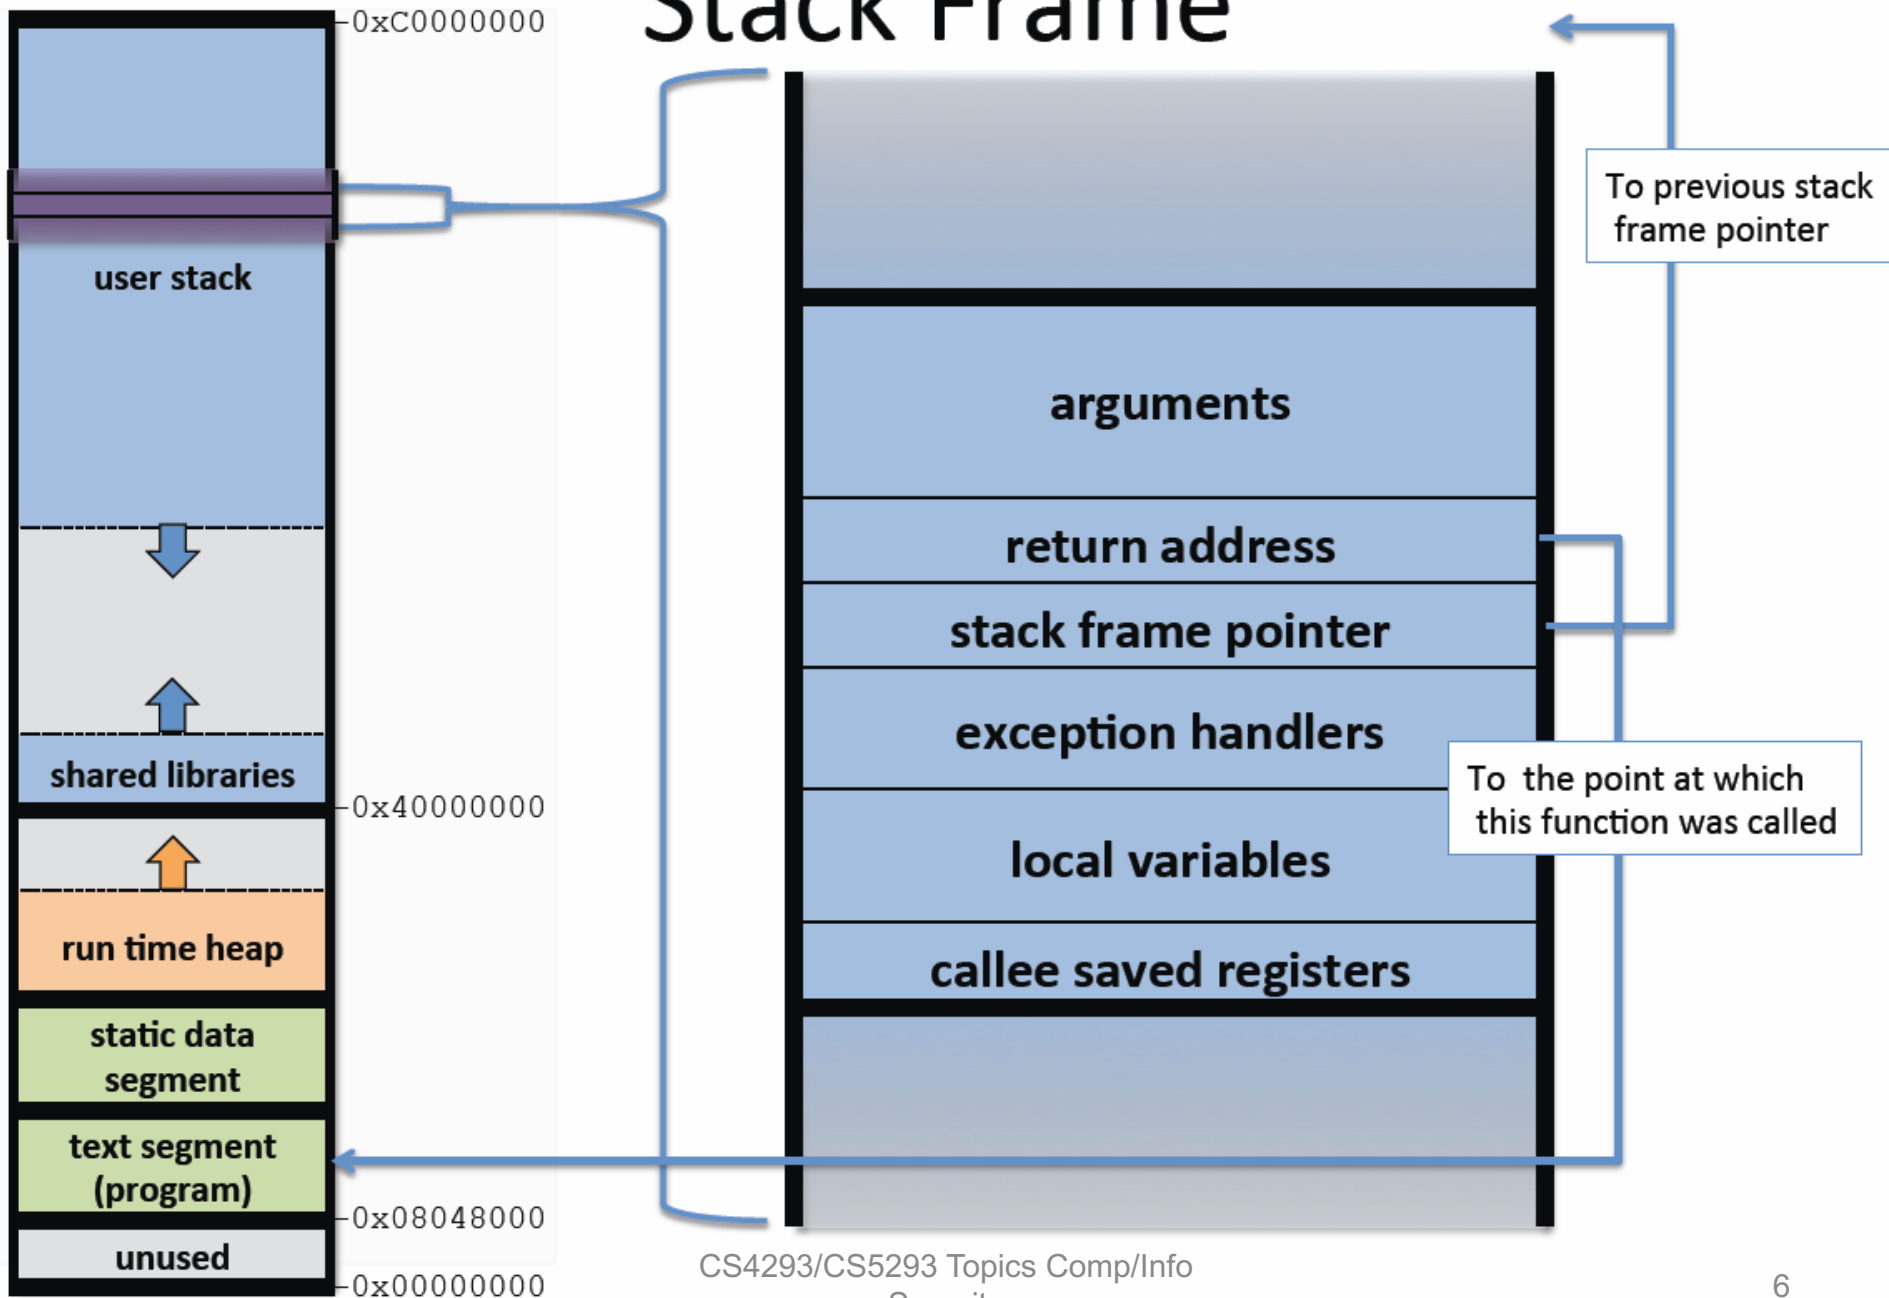 Stack Frame
0xC0000000
user stack
shared libraries
0x40000000
run time heap
static data
segment
text segment
(program)
0x08048000
unused
0x00000000
arguments
return address
stack frame pointer
exception handlers
local variables
callee saved registers
To previous stack
frame pointer
To the point at which
this function was called
CS4293/CS5293 Topics Comp/Info
6